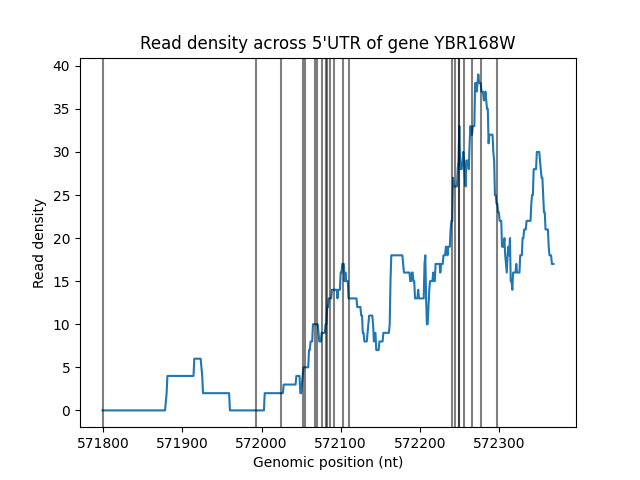 Read density across 5'UTR of gene YBR168W
40
35
30
25
20
15
10
5
0
Read density
571800 571900 572000 572100 572200 572300
Genomic position (nt)